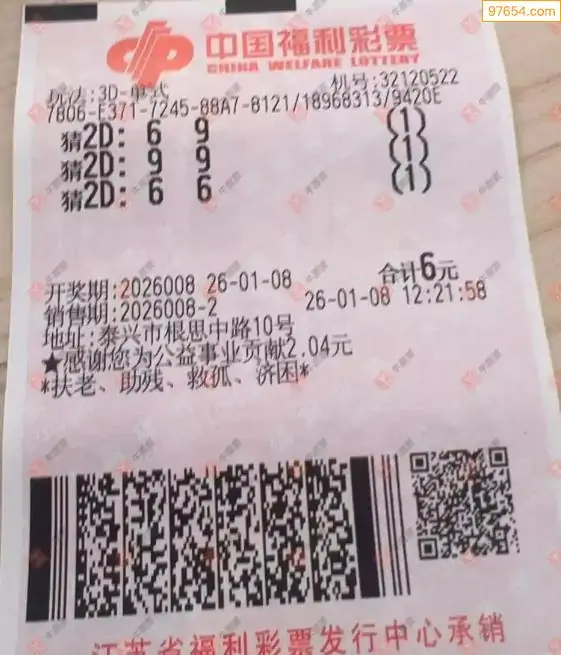 97654.com
中国福利彩票
CHINA WELFARE LOTTERY
玩法:3D-单式 机号:32120522
7806-E371-7245-88A7-8121/18968313/9420E
猜2D: 6 9 (1)
猜2D: 9 9 (1)
猜2D: 6 6 (1)
合计6元
开奖期:2026008 26-01-08
销售期:2026008-2 26-01-08 12:21:58
地址:泰兴市根思中路10号
★感谢您为公益事业贡献2.04元
*扶老、助残、救孤、济困*
江苏省福利彩票发行中心承销